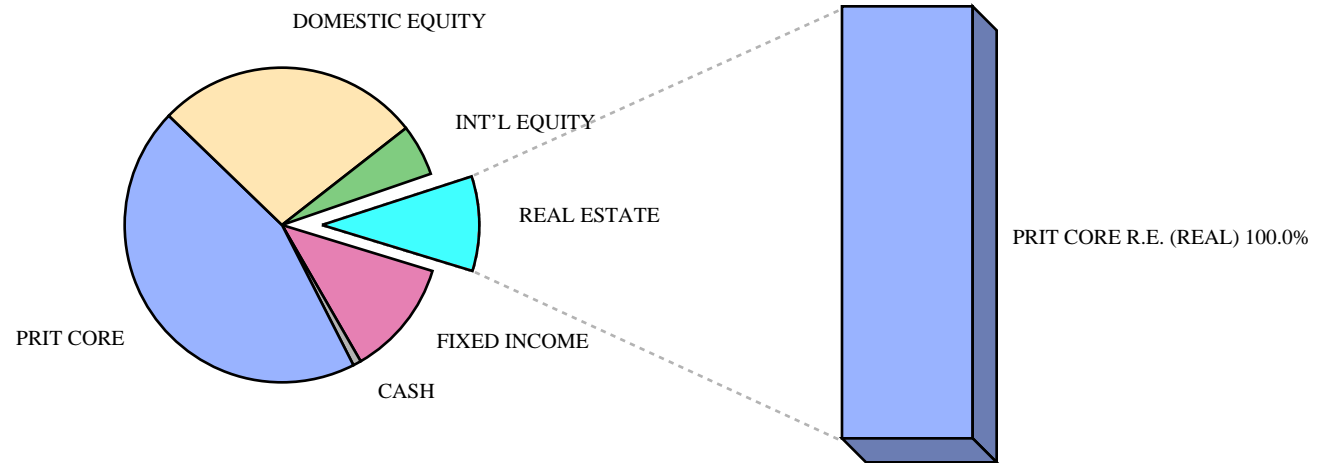 DOMESTIC EQUITY
INT'L EQUITY
REAL ESTATE
PRIT CORE R.E. (REAL) 100.0%
PRIT CORE
FIXED INCOME
CASH